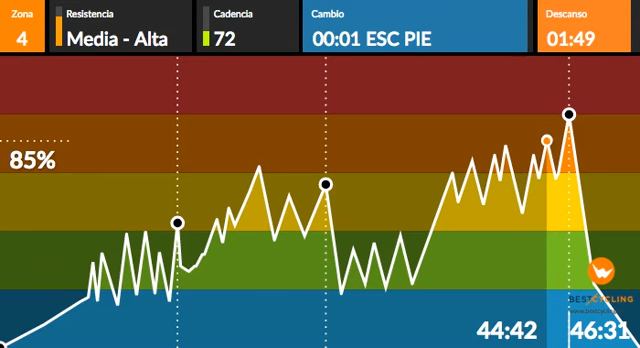 Zona
4
Resistencia
Media - Alta
Cadencia
72
Cambio
00:01 ESC PIE
Descanso
01:49
85%
BESTCYCLING
44:42
46:31